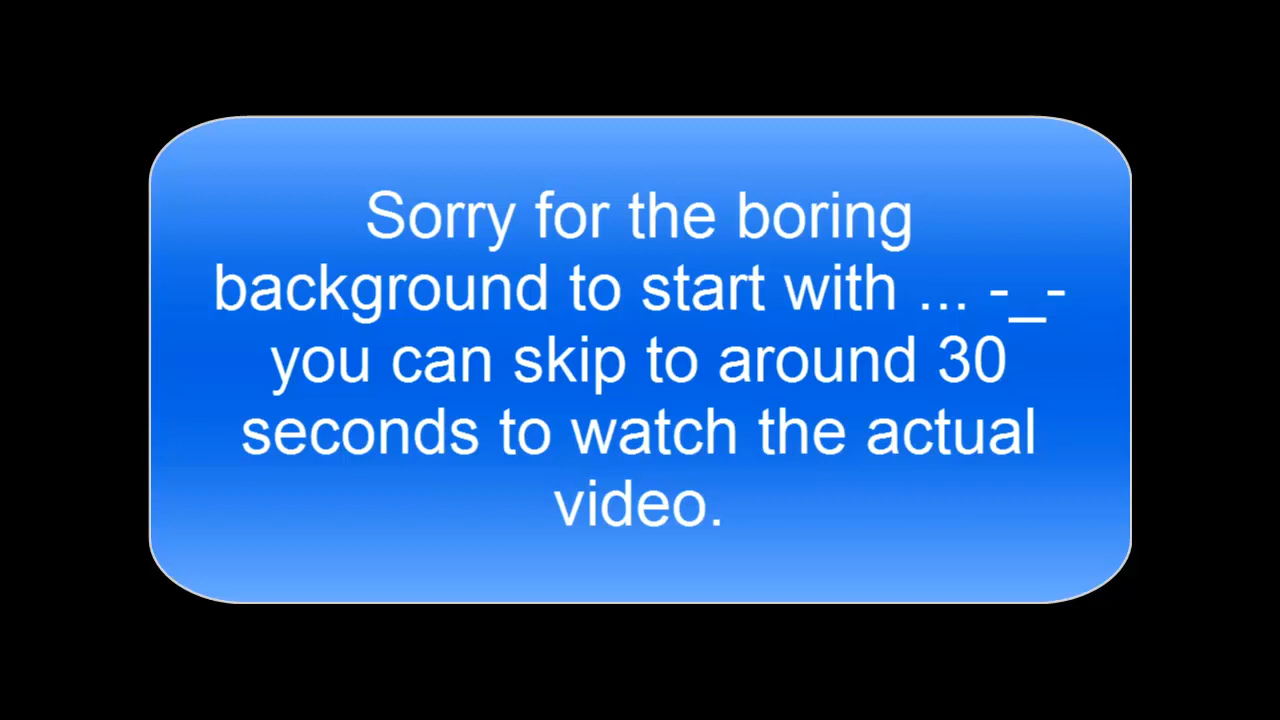 Sorry for the boring
background to start with ... -_-
you can skip to around 30
seconds to watch the actual
video.